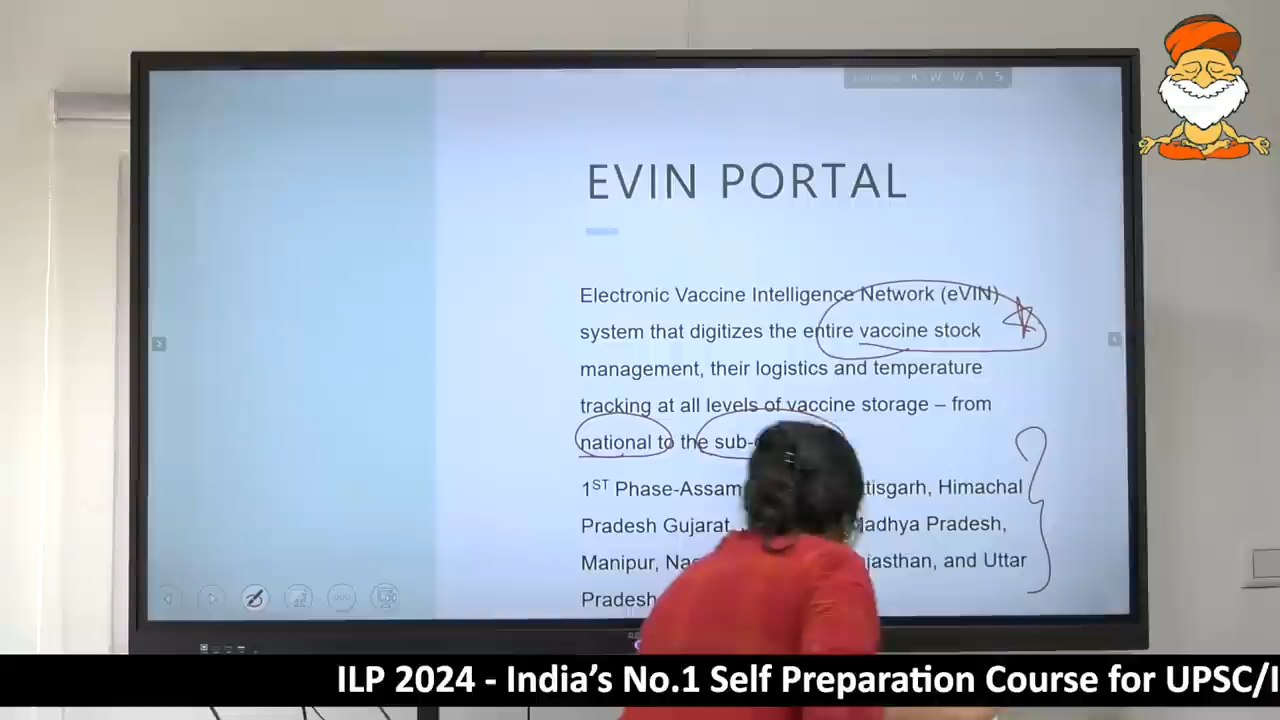 K W W A S
EVIN PORTAL
Electronic Vaccine Intelligence Network (eVIN)
system that digitizes the entire vaccine stock
management, their logistics and temperature
tracking at all levels of vaccine storage – from
national to the sub-
1ST Phase-Assam Himachal
Pradesh Gujarat Madhya Pradesh,
Manipur, and Uttar
Pradesh
ILP 2024 - India’s No.1 Self Preparation Course for UPSC/I